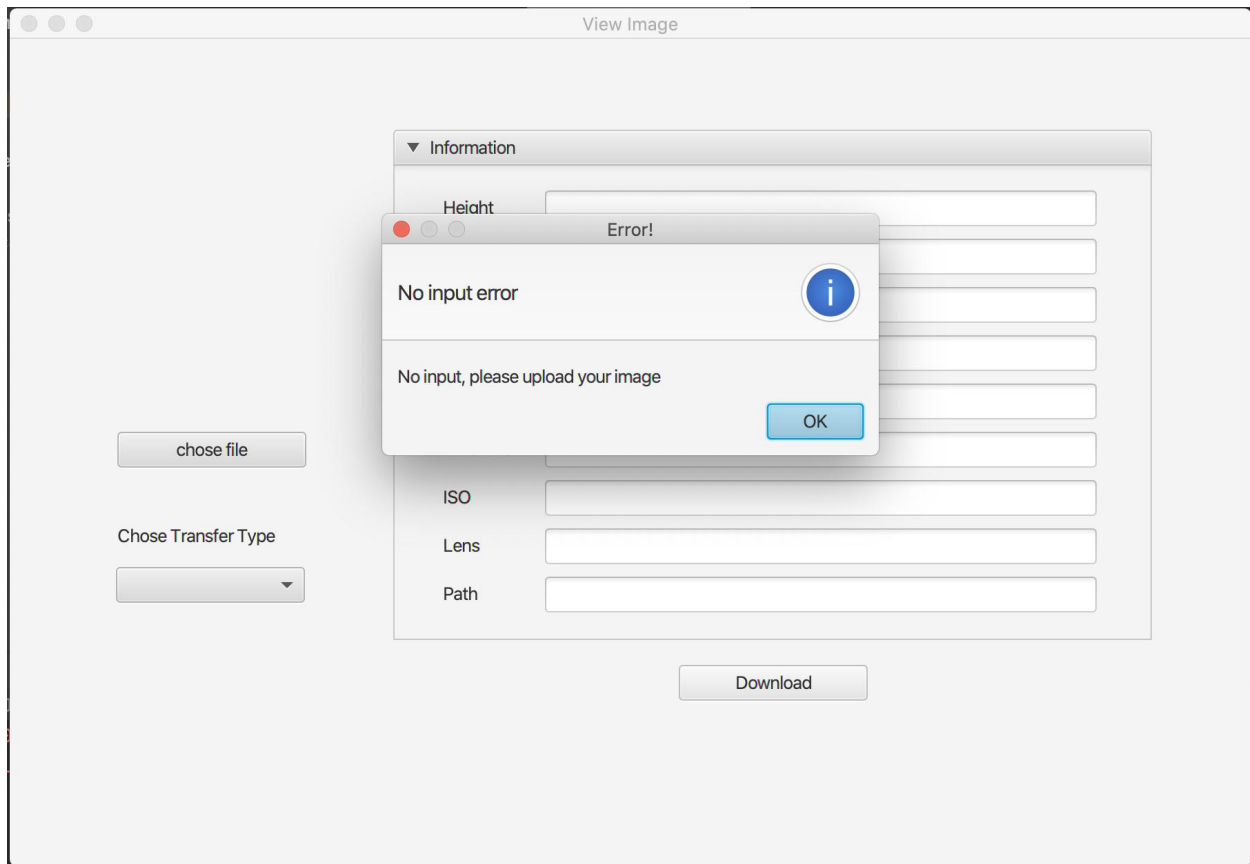 View Image
Information
Height
Error!
No input error
No input, please upload your image
OK
chose file
ISO
Chose Transfer Type
Lens
Path
Download